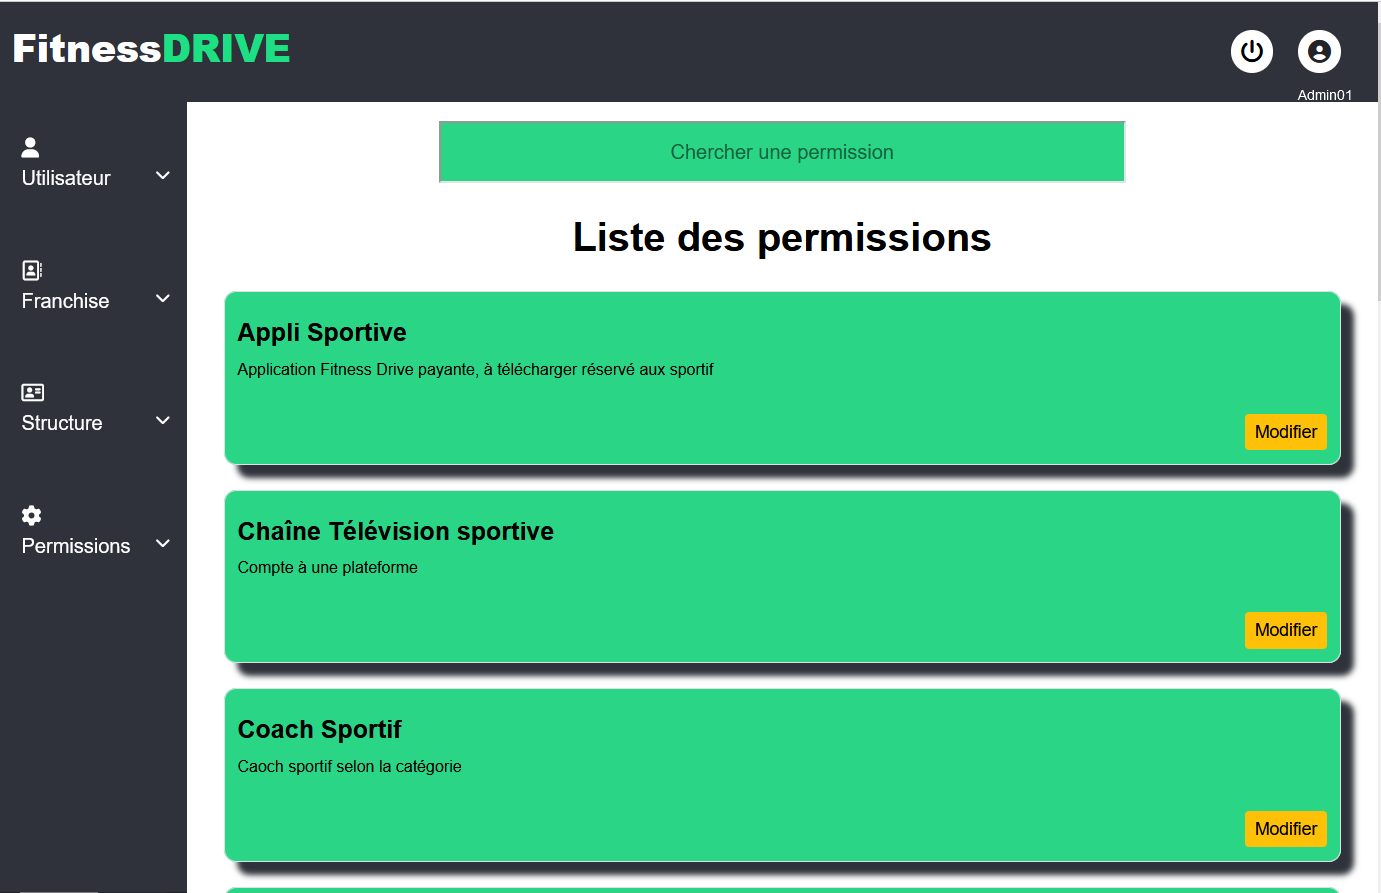 FitnessDRIVE
Admin01
Utilisateur
Franchise
Structure
Permissions
Chercher une permission
Liste des permissions
Appli Sportive
Application Fitness Drive payante, à télécharger réservé aux sportif
Modifier
Chaîne Télévision sportive
Compte à une plateforme
Modifier
Coach Sportif
Caoch sportif selon la catégorie
Modifier